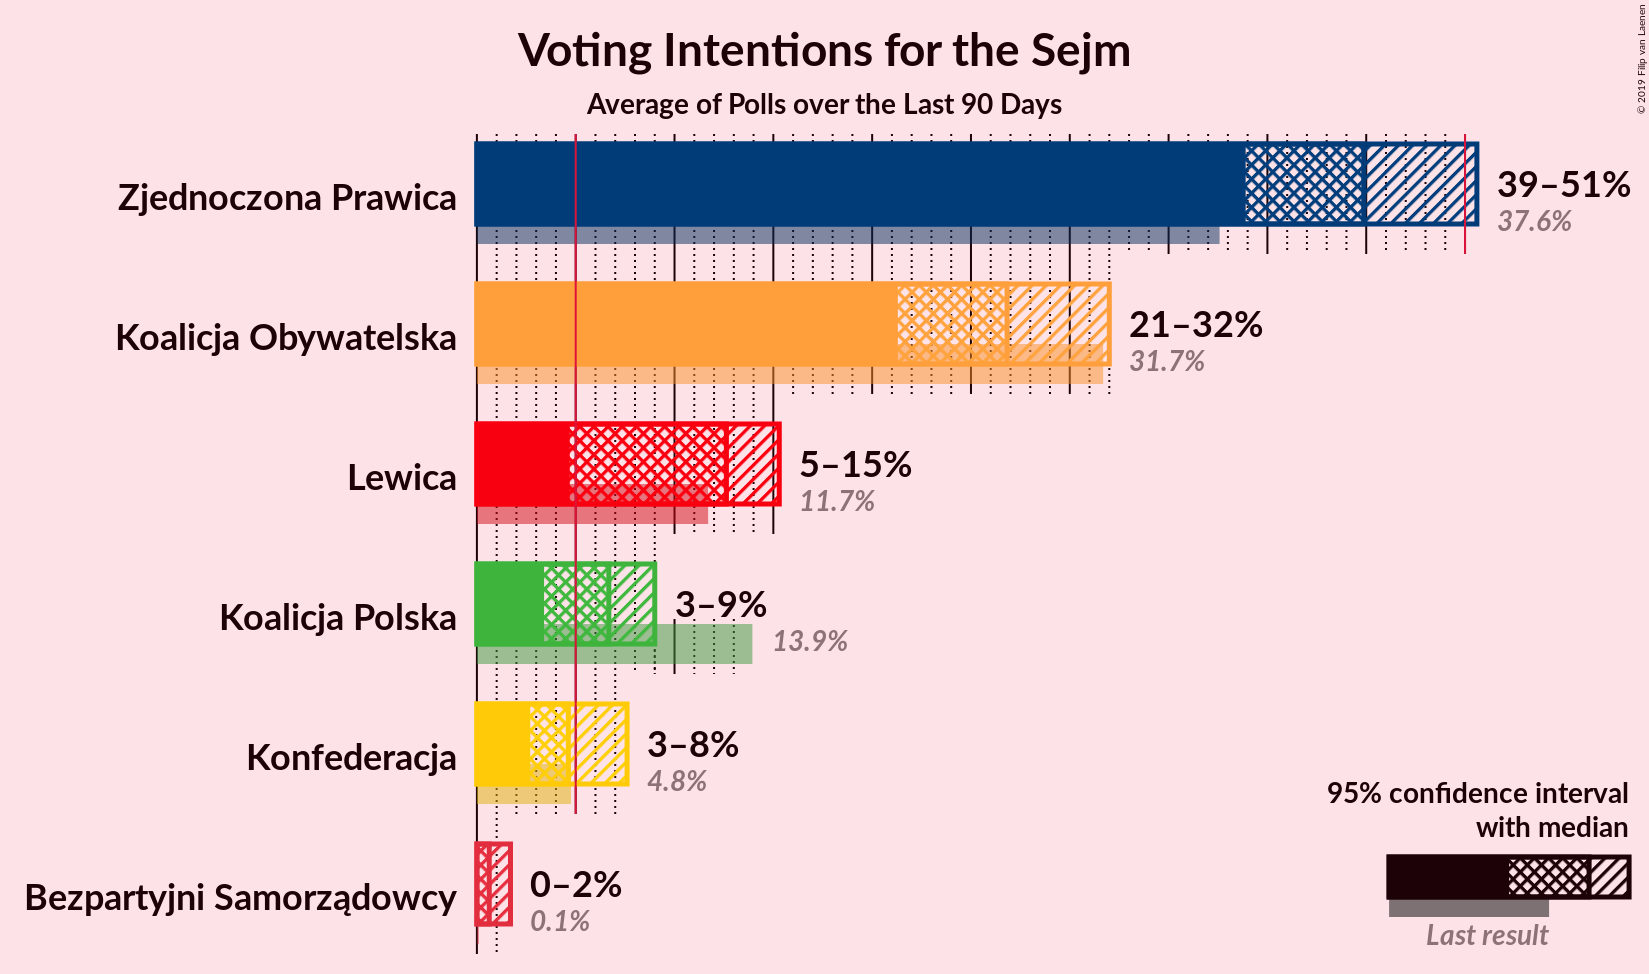 Voting Intentions for the Sejm
Average of Polls over the Last 90 Days
© 2019 Filip van Laenen
Zjednoczona Prawica
39–51%
37.6%
Koalicja Obywatelska
21–32%
31.7%
Lewica
5–15%
11.7%
Koalicja Polska
3–9%
13.9%
Konfederacja
3–8%
4.8%
Bezpartyjni Samorządowcy
0–2%
0.1%
95% confidence interval
with median
Last result